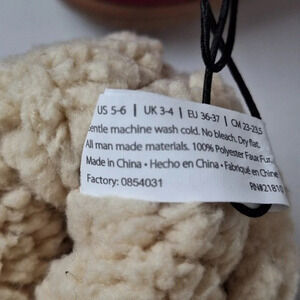 US 5-6 | UK 3-4 | EU 36-37 | CM 23-23,5
Gentle machine wash cold. No bleach. Dry flat.
All man made materials. 100% Polyester Faux Fur.
Made in China • Hecho en China • Fabriqué en Chine
Factory: 0854031